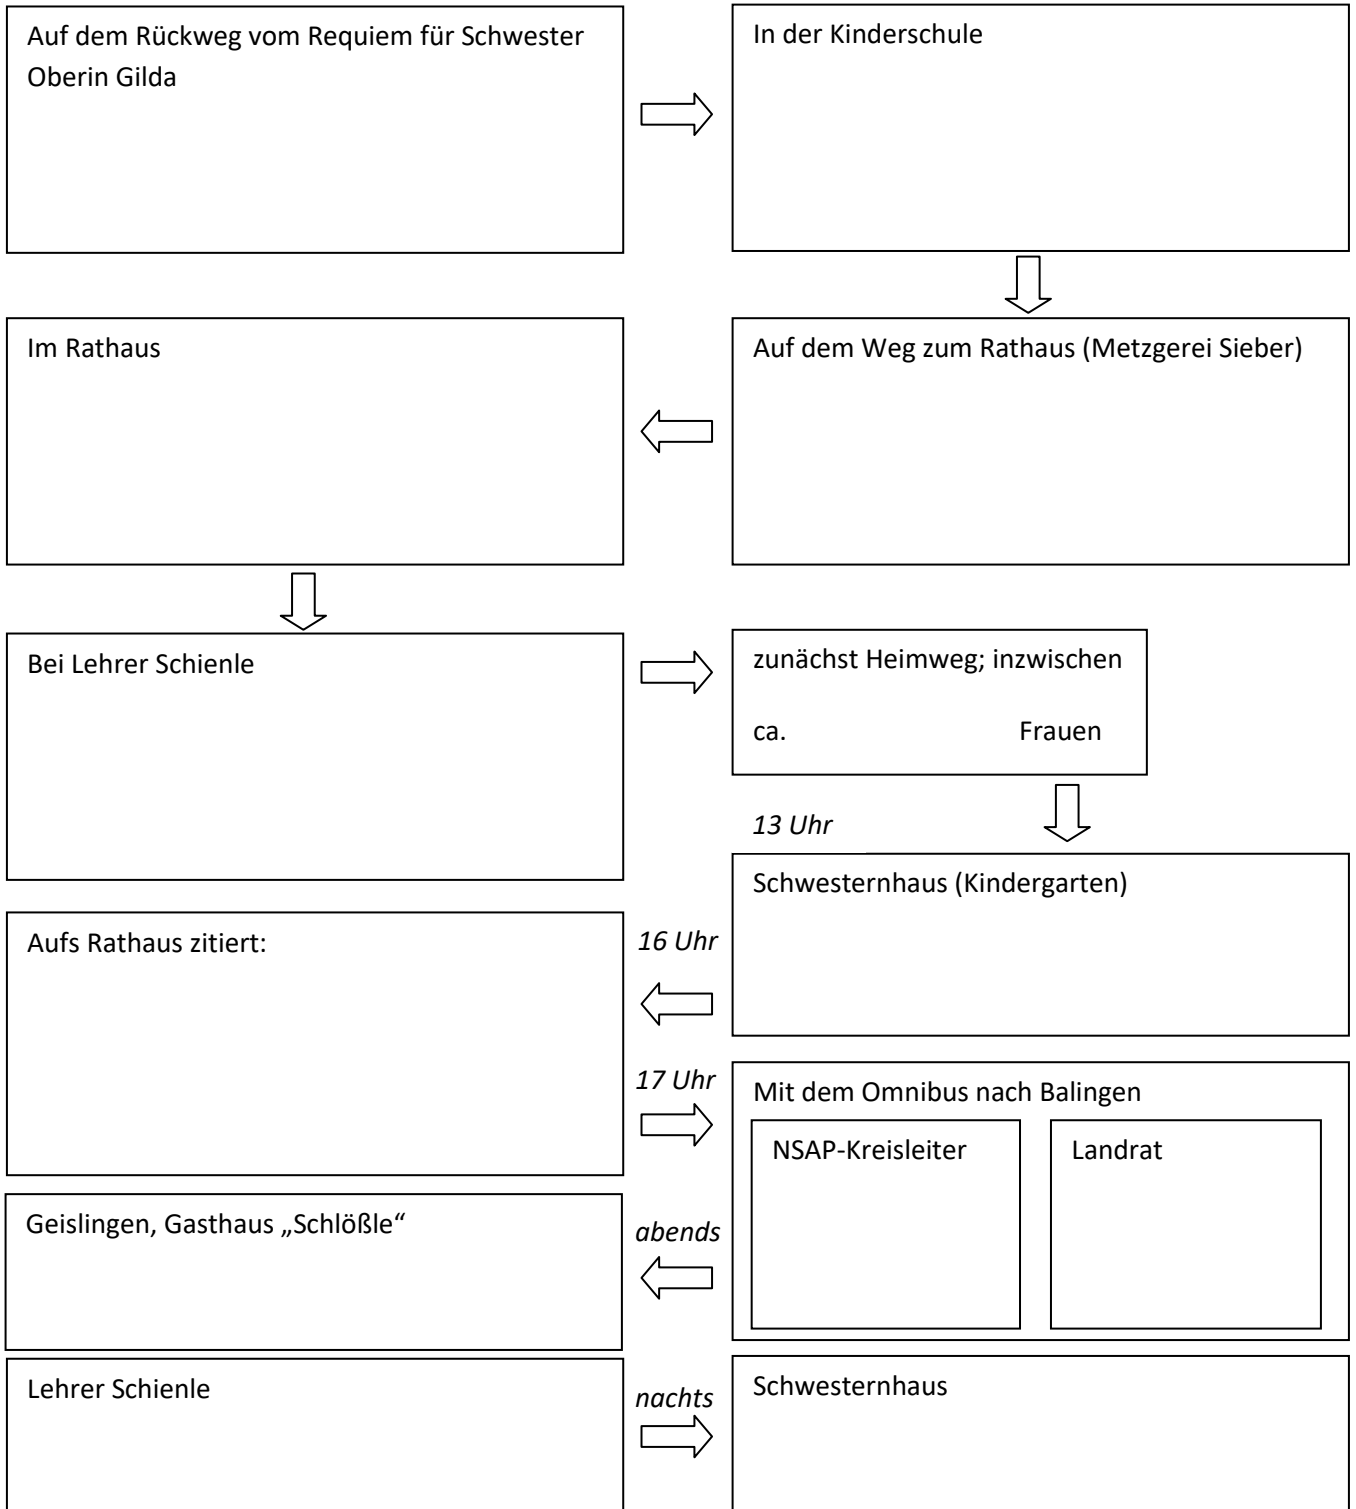 Auf dem Rückweg vom Requiem für Schwester
Oberin Gilda
In der Kinderschule
Auf dem Weg zum Rathaus (Metzgerei Sieber)
Im Rathaus
Bei Lehrer Schienle
zunächst Heimweg; inzwischen
ca. Frauen
13 Uhr
Schwesternhaus (Kindergarten)
16 Uhr
Aufs Rathaus zitiert:
17 Uhr
Mit dem Omnibus nach Balingen
NSAP-Kreisleiter
Landrat
abends
Geislingen, Gasthaus „Schlößle“
Lehrer Schienle
nachts
Schwesternhaus